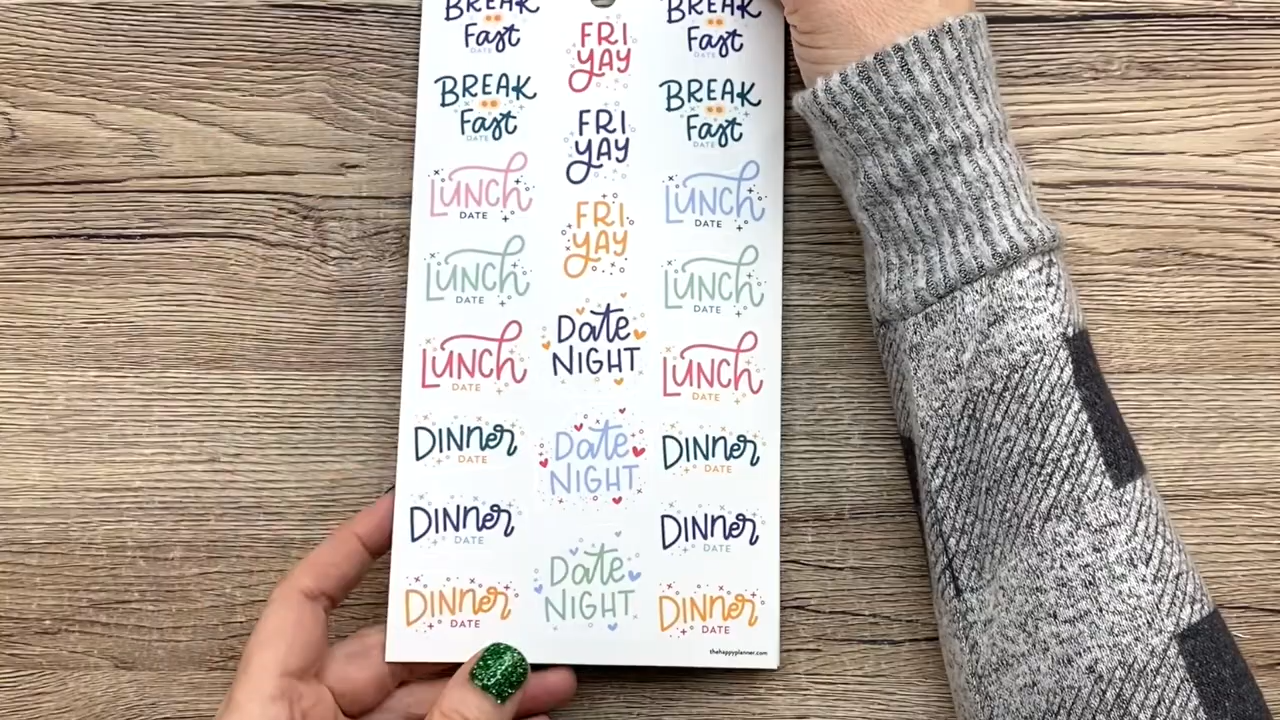 BREAK
Fast
DATE
BREAK
Fast
DATE
LUNCH
DATE
LUNCH
DATE
LUNCH
DATE
DINNer
DATE
DINNer
DATE
DINNer
DATE
FRI
YAY
FRI
YAY
FRI
YAY
Date
NIGHT
Date
NIGHT
Date
NIGHT
BREAK
Fast
DATE
BREAK
Fast
DATE
LUNCH
DATE
LUNCH
DATE
LUNCH
DATE
DINNer
DATE
DINNer
DATE
DINNer
DATE
thehappyplanner.com